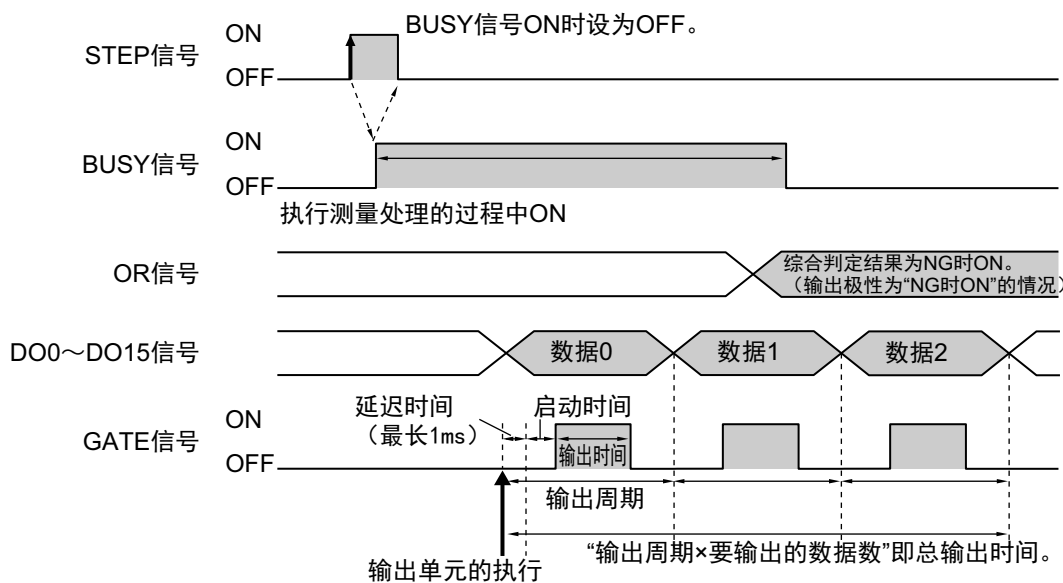 BUSY信号ON时设为OFF。
STEP信号
ON
OFF
BUSY信号
ON
OFF
执行测量处理的过程中ON
OR信号
综合判定结果为NG时ON。
（输出极性为“NG时ON”的情况）
DO0～DO15信号
数据0
数据1
数据2
延迟时间
（最长1ms）
启动时间
GATE信号
ON
OFF
输出时间
输出周期
“输出周期×要输出的数据数”即总输出时间。
输出单元的执行